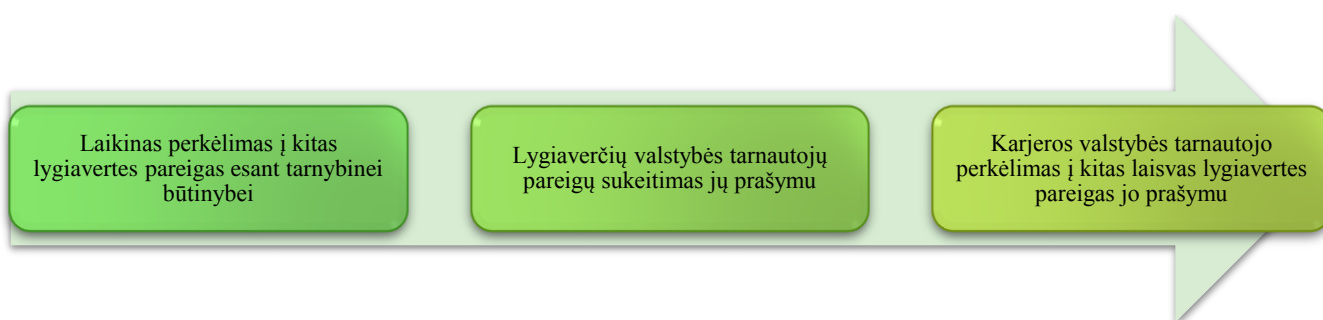 Laikinas perkėlimas į kitas
lygiavertes pareigas esant tarnybinei
būtinybei
Lygiaverčių valstybės tarnautojų
pareigų sukeitimas jų prašymu
Karjeros valstybės tarnautojo
perkėlimas į kitas laisvas lygiavertes
pareigas jo prašymu